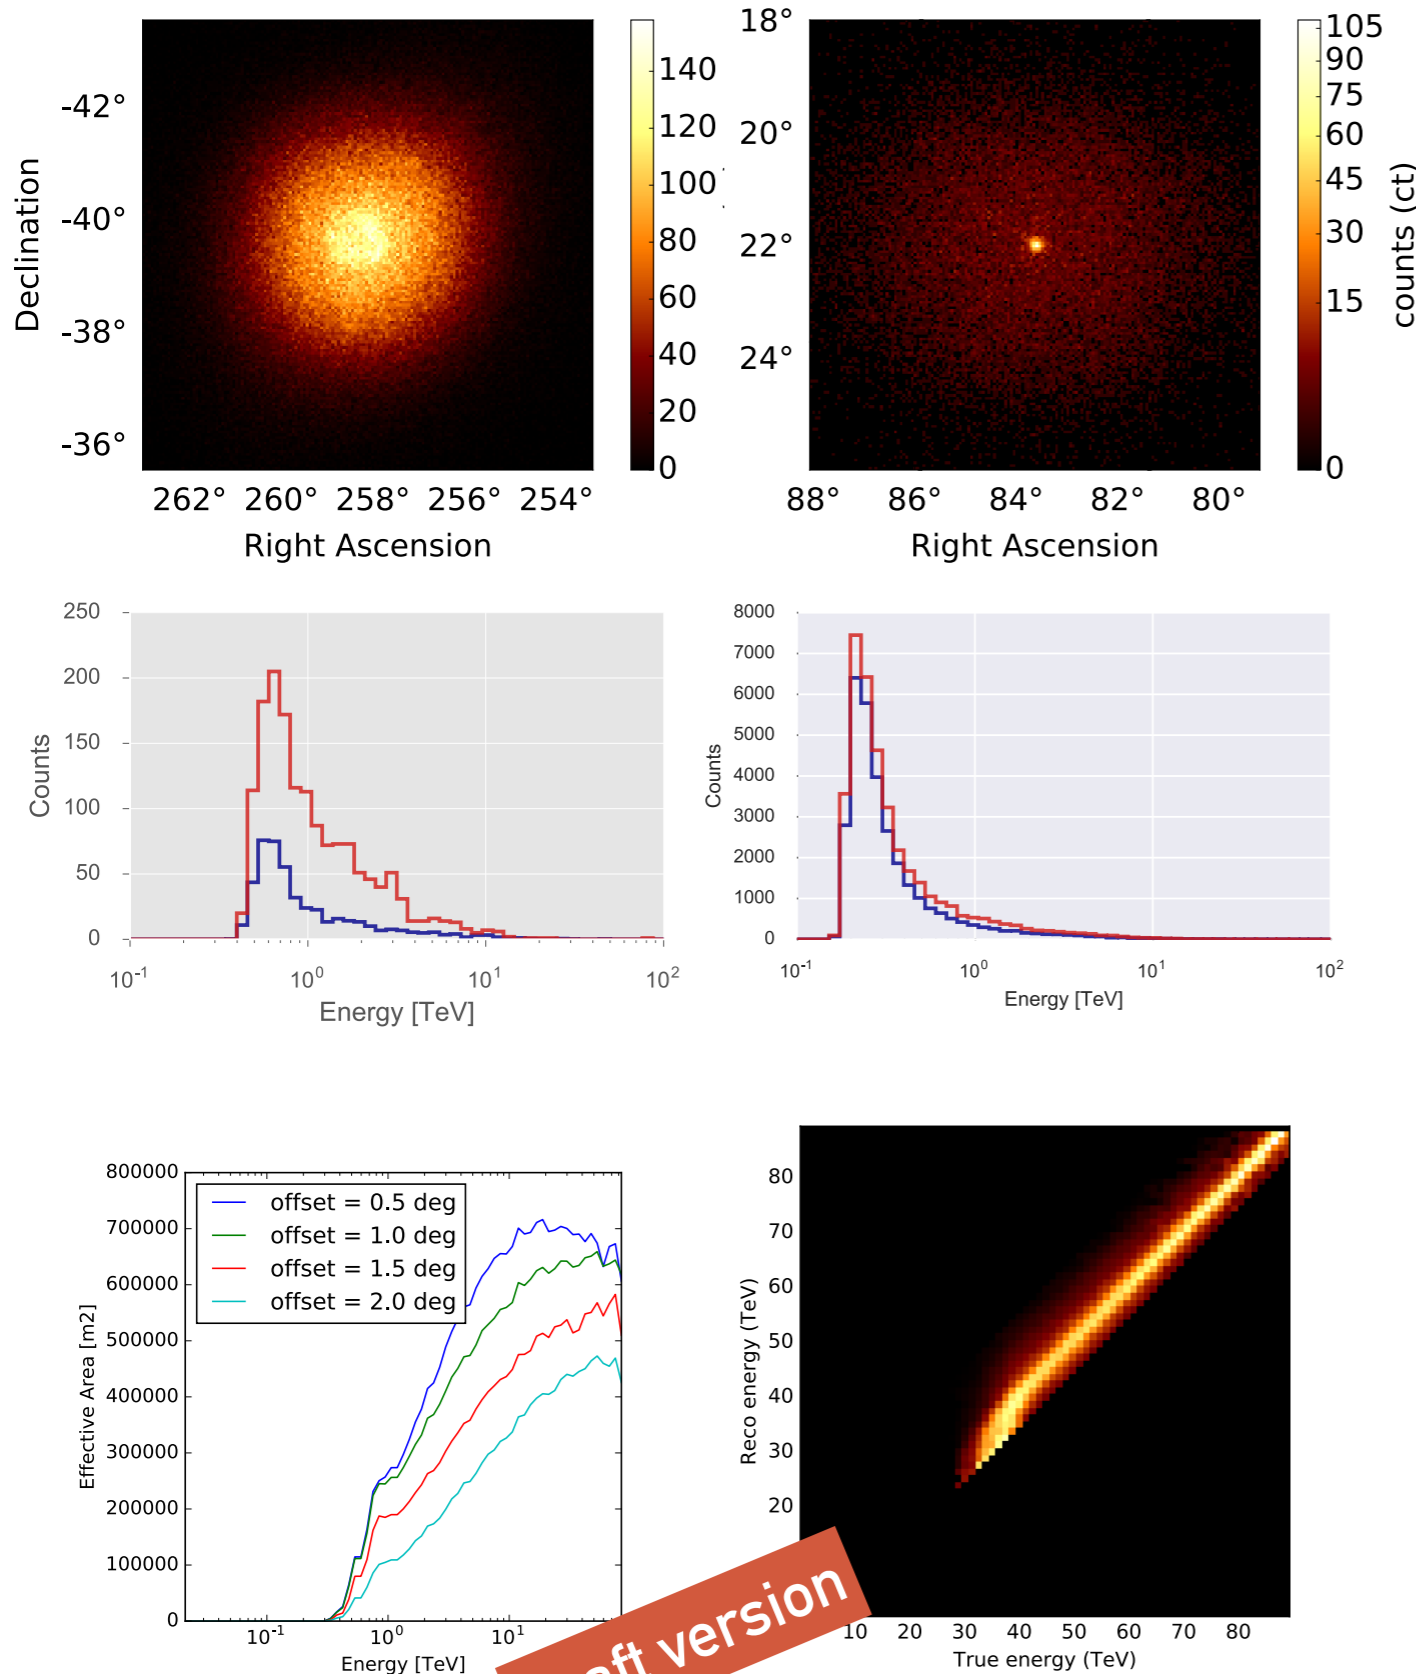 -42°
-40°
-38°
-36°
Declination
262° 260° 258° 256° 254°
Right Ascension
140
120
100
80
60
40
20
0
18°
20°
22°
24°
88° 86° 84° 82° 80°
Right Ascension
105
90
75
60
45
30
15
0
counts (ct)
250
200
150
100
50
0
Counts
10⁻¹ 10⁰ 10¹ 10²
Energy [TeV]
8000
7000
6000
5000
4000
3000
2000
1000
0
Counts
10⁻¹ 10⁰ 10¹ 10²
Energy [TeV]
800000
700000
600000
500000
400000
300000
200000
100000
0
Effective Area [m2]
offset = 0.5 deg
offset = 1.0 deg
offset = 1.5 deg
offset = 2.0 deg
10⁻¹ 10⁰ 10¹
Energy [TeV]
80
70
60
50
40
30
20
Reco energy (TeV)
10 20 30 40 50 60 70 80
True energy (TeV)
version